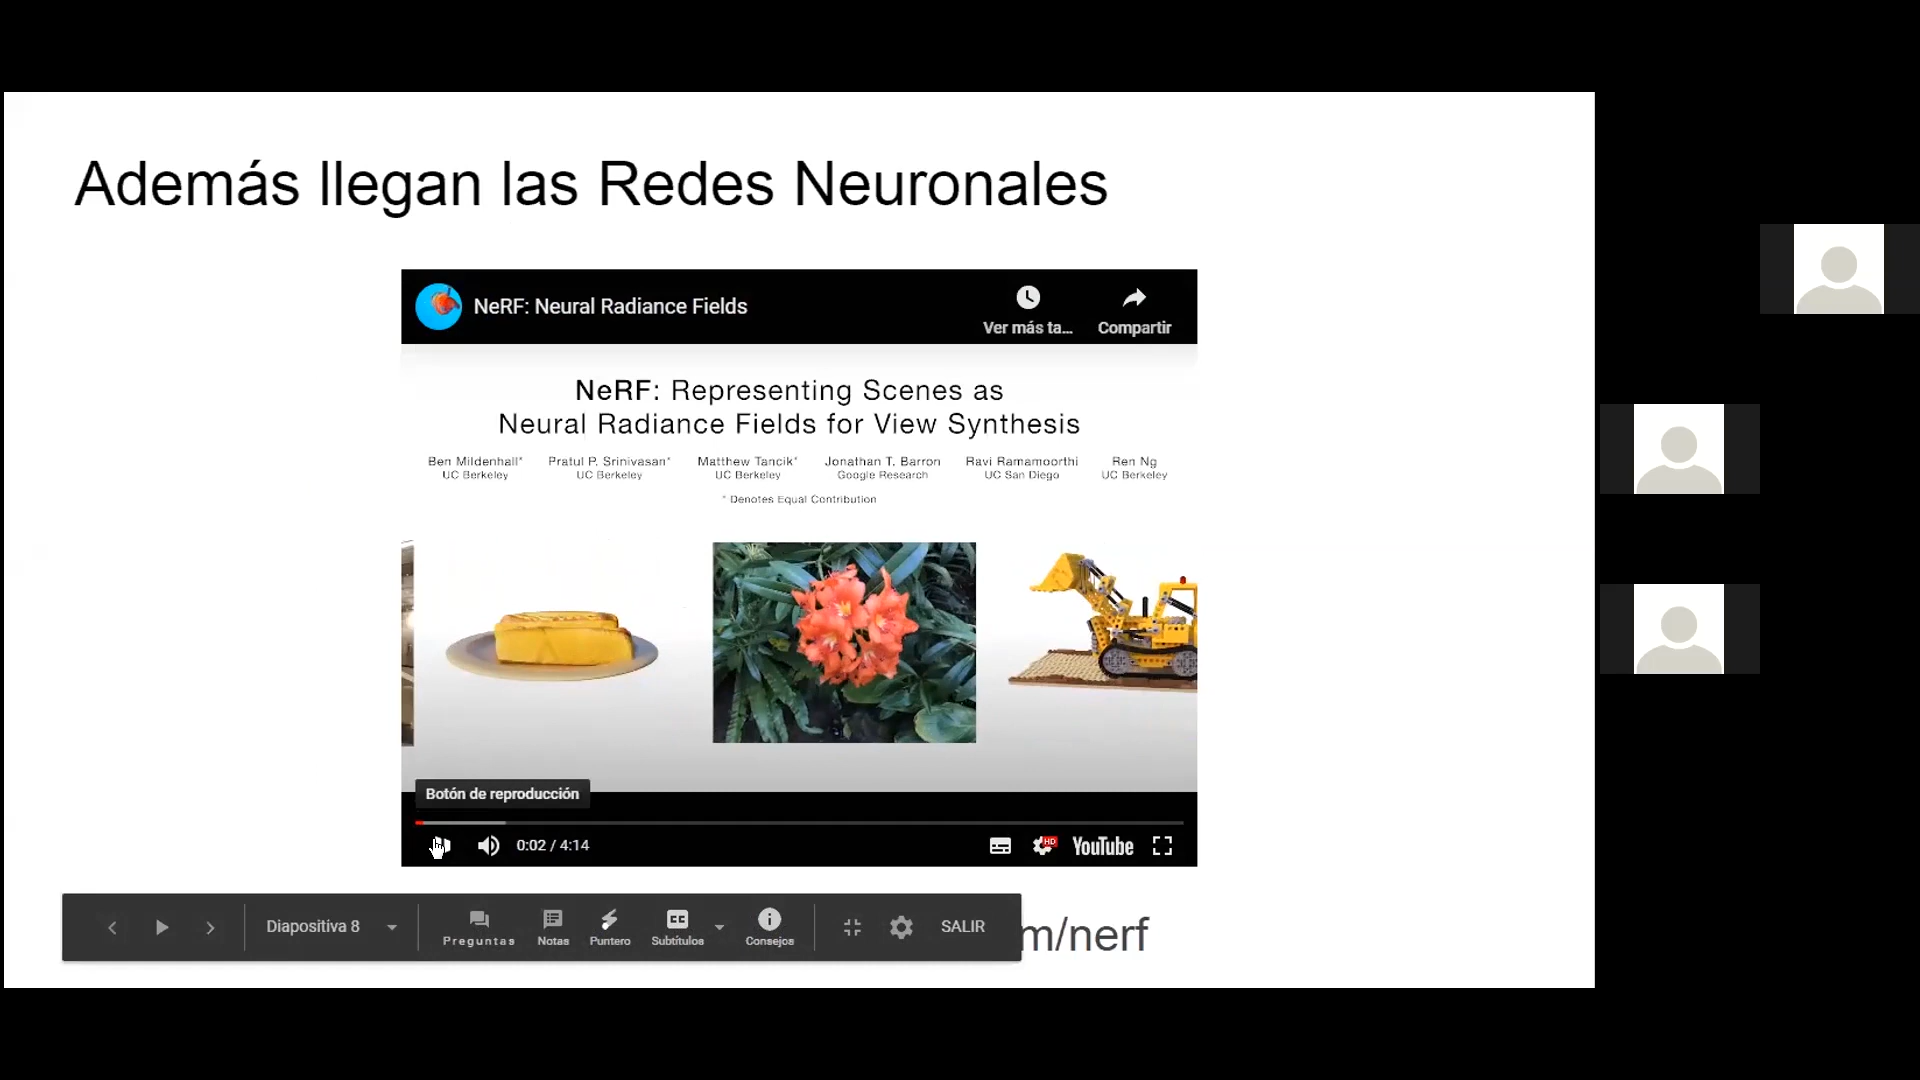 Además llegan las Redes Neuronales
NeRF: Neural Radiance Fields
Ver más ta...
Compartir
NeRF: Representing Scenes as
Neural Radiance Fields for View Synthesis
Ben Mildenhall* Pratul P. Srinivasan* Matthew Tancik* Jonathan T. Barron Ravi Ramamoorthi Ren Ng
UC Berkeley UC Berkeley UC Berkeley Google Research UC San Diego UC Berkeley
* Denotes Equal Contribution
Botón de reproducción
0:02 / 4:14
HD
YouTube
Diapositiva 8
Preguntas
Notas
Puntero
CC
Subtítulos
Consejos
SALIR
m/nerf